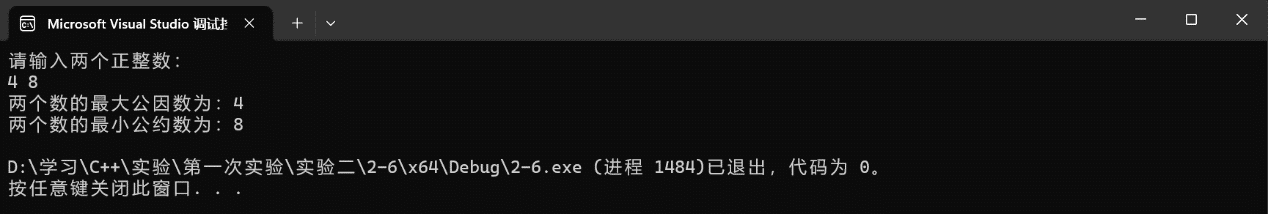 Microsoft Visual Studio 调试
请输入两个正整数：
4 8
两个数的最大公因数为：4
两个数的最小公约数为：8
D:\学习\C++\实验\第一次实验\实验二\2-6\x64\Debug\2-6.exe (进程 1484)已退出，代码为 0。
按任意键关闭此窗口. . .